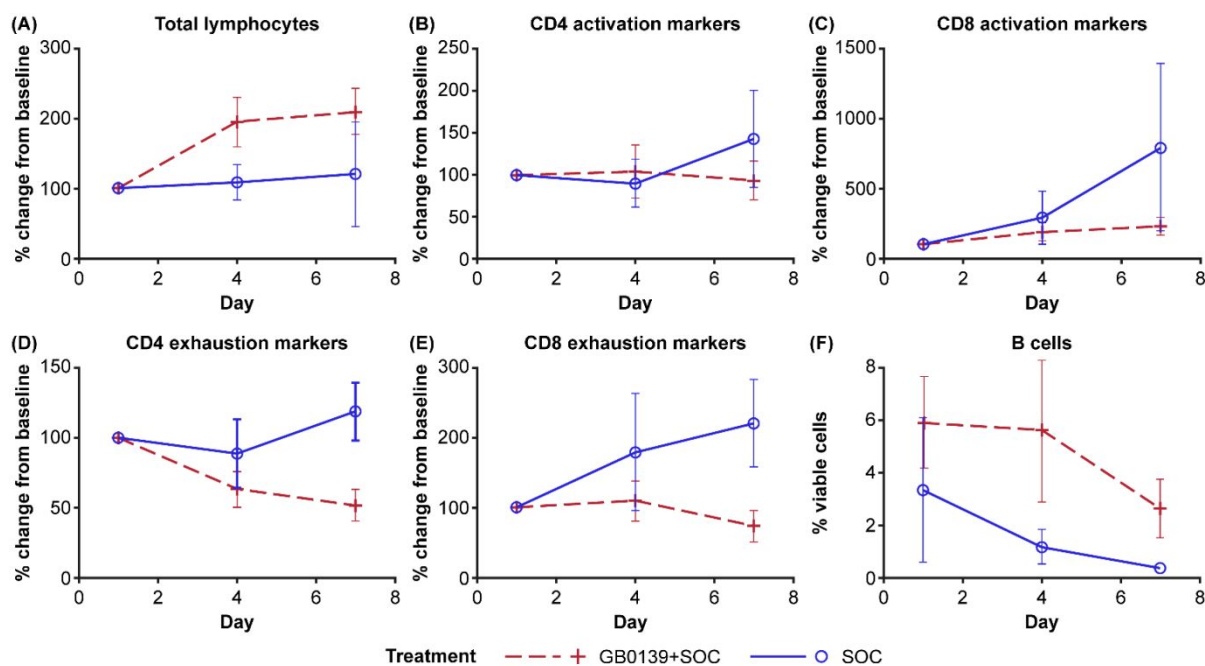 (A) Total lymphocytes
% change from baseline
300
200
100
0
0 2 4 6 8
Day
(B) CD4 activation markers
% change from baseline
250
200
150
100
50
0
0 2 4 6 8
Day
(C) CD8 activation markers
% change from baseline
1500
1000
500
0
0 2 4 6 8
Day
(D) CD4 exhaustion markers
% change from baseline
150
100
50
0
0 2 4 6 8
Day
(E) CD8 exhaustion markers
% change from baseline
300
200
100
0
0 2 4 6 8
Day
(F) B cells
% viable cells
8
6
4
2
0
0 2 4 6 8
Day
Treatment GB0139+SOC SOC